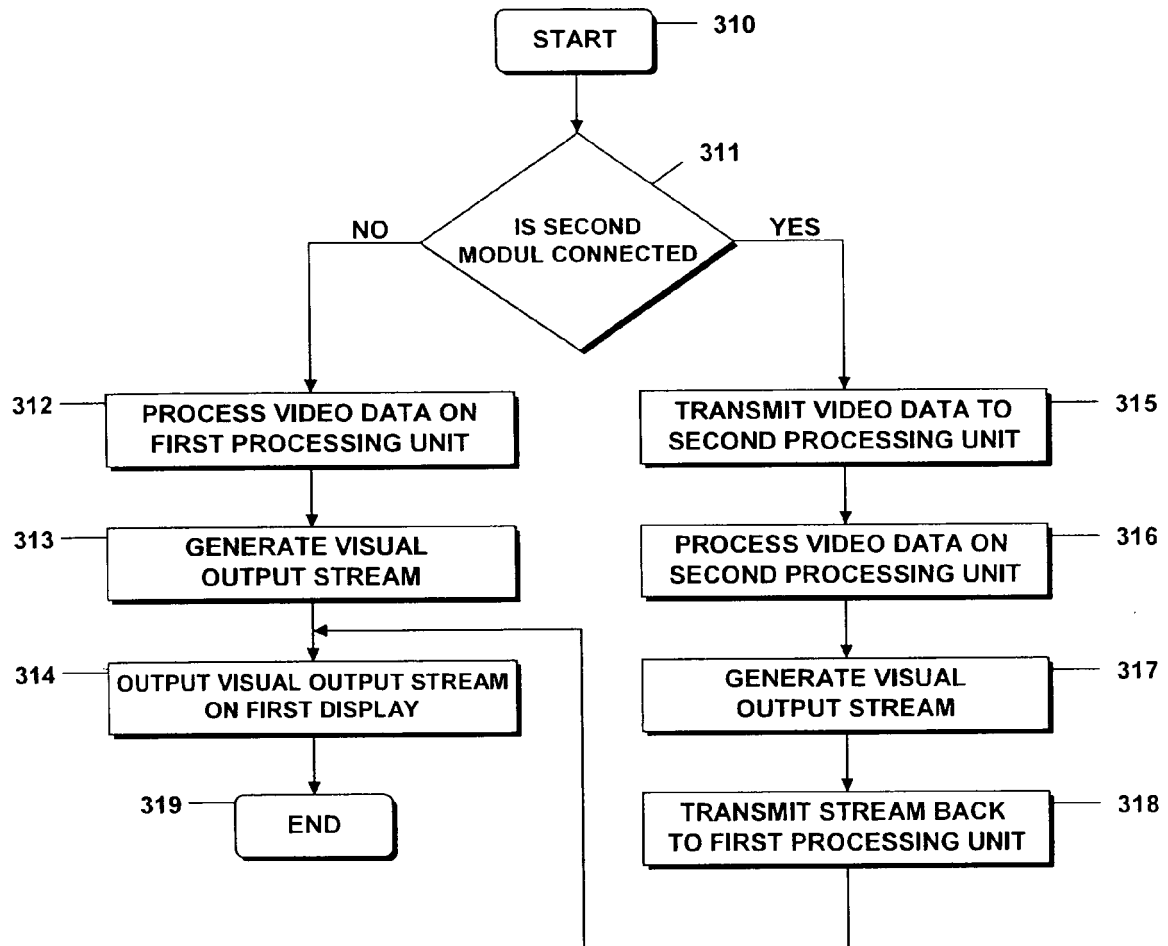 START
310
311
IS SECOND
MODUL CONNECTED
NO
YES
312
PROCESS VIDEO DATA ON
FIRST PROCESSING UNIT
313
GENERATE VISUAL
OUTPUT STREAM
314
OUTPUT VISUAL OUTPUT STREAM
ON FIRST DISPLAY
319
END
TRANSMIT VIDEO DATA TO
SECOND PROCESSING UNIT
315
PROCESS VIDEO DATA ON
SECOND PROCESSING UNIT
316
GENERATE VISUAL
OUTPUT STREAM
317
TRANSMIT STREAM BACK
TO FIRST PROCESSING UNIT
318